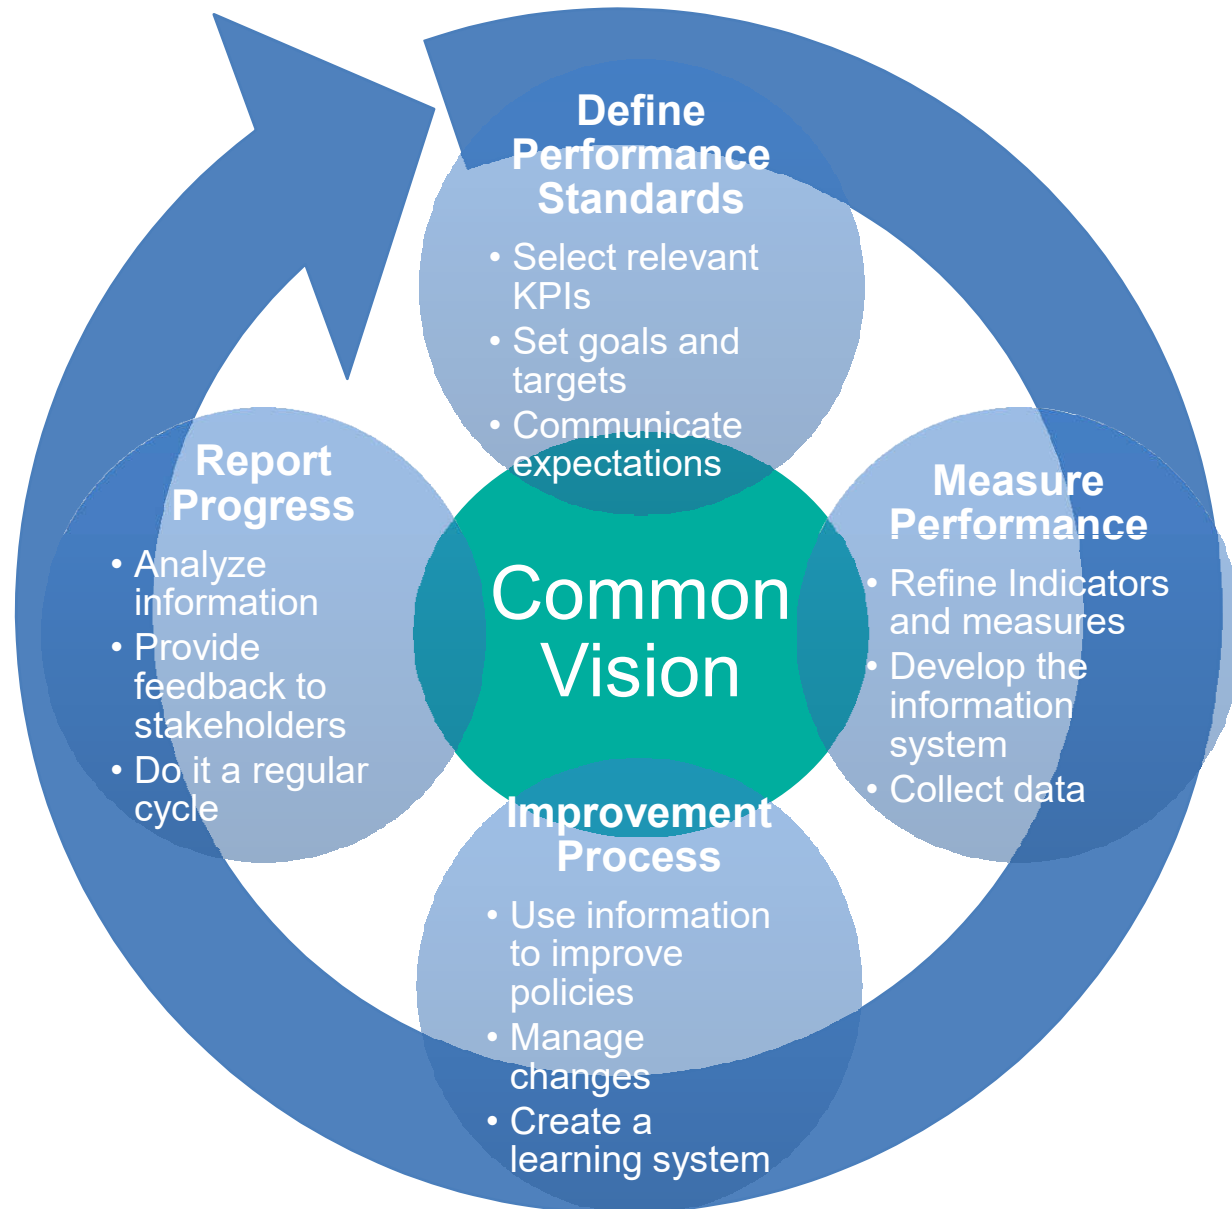 Define
Performance
Standards
• Select relevant
KPIs
• Set goals and
targets
• Communicate
expectations
Measure
Performance
• Refine Indicators
and measures
• Develop the
information
system
• Collect data
Improvement
Process
• Use information
to improve
policies
• Manage
changes
• Create a
learning system
Report
Progress
• Analyze
information
• Provide
feedback to
stakeholders
• Do it a regular
cycle
Common
Vision